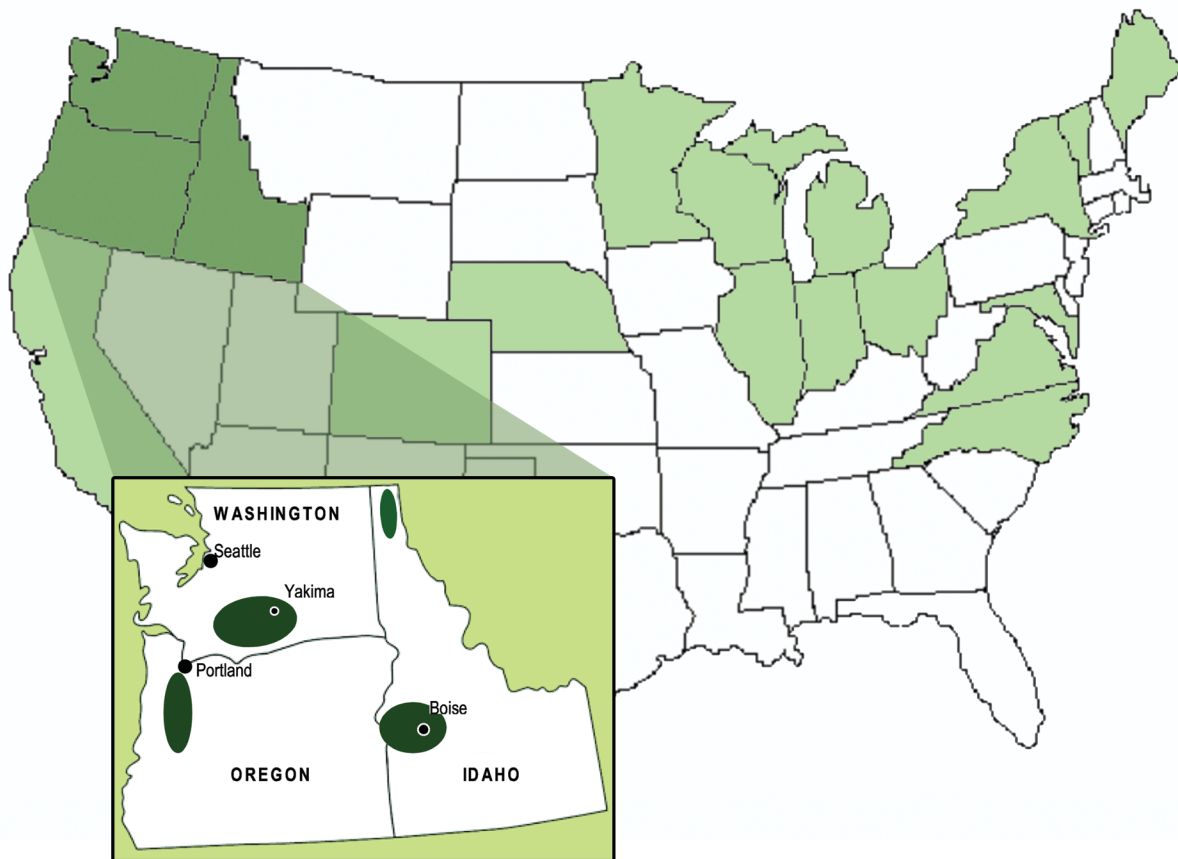 WASHINGTON
Seattle
Yakima
Portland
Boise
OREGON
IDAHO